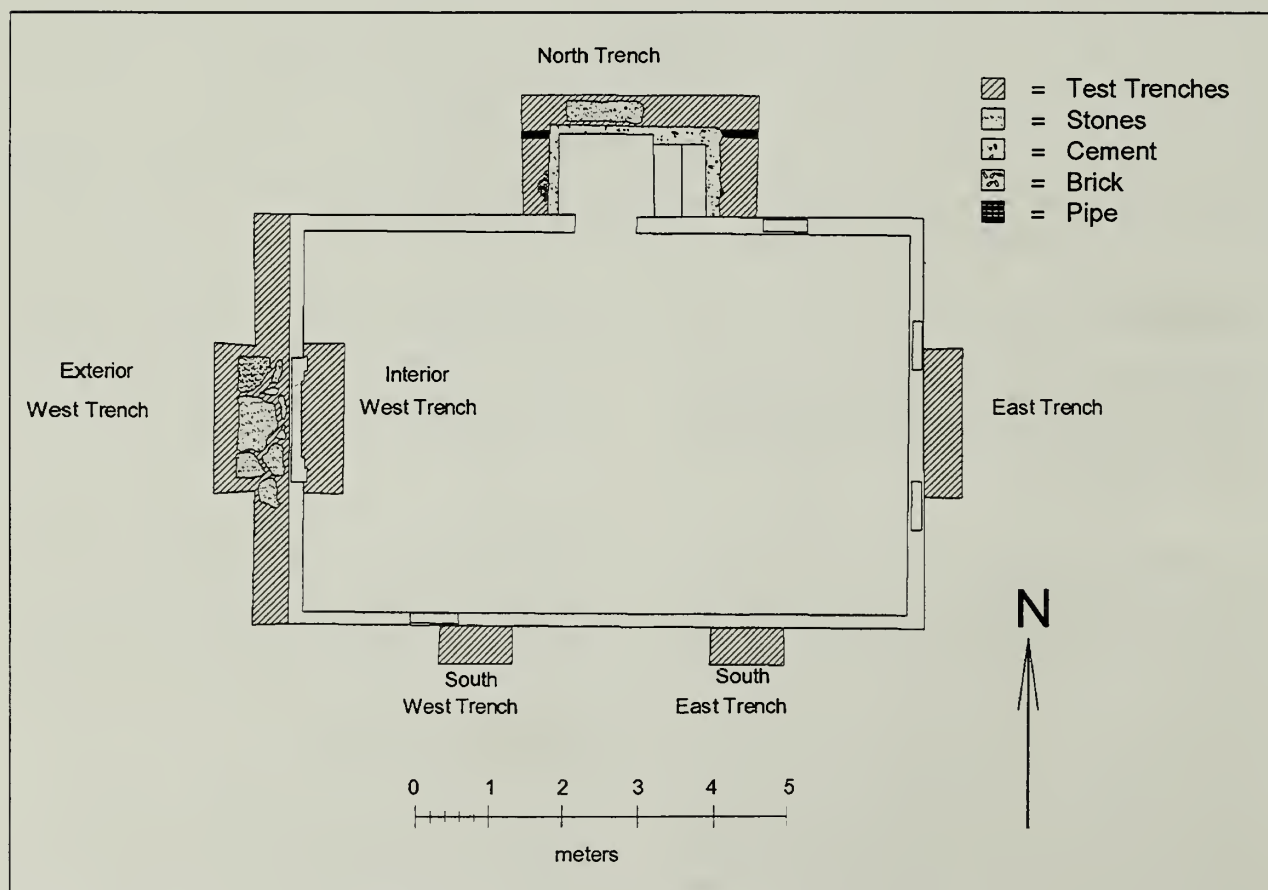 North Trench
= Test Trenches
= Stones
= Cement
= Brick
= Pipe
Exterior
West Trench
Interior
West Trench
East Trench
South
West Trench
South
East Trench
N
0 1 2 3 4 5
meters